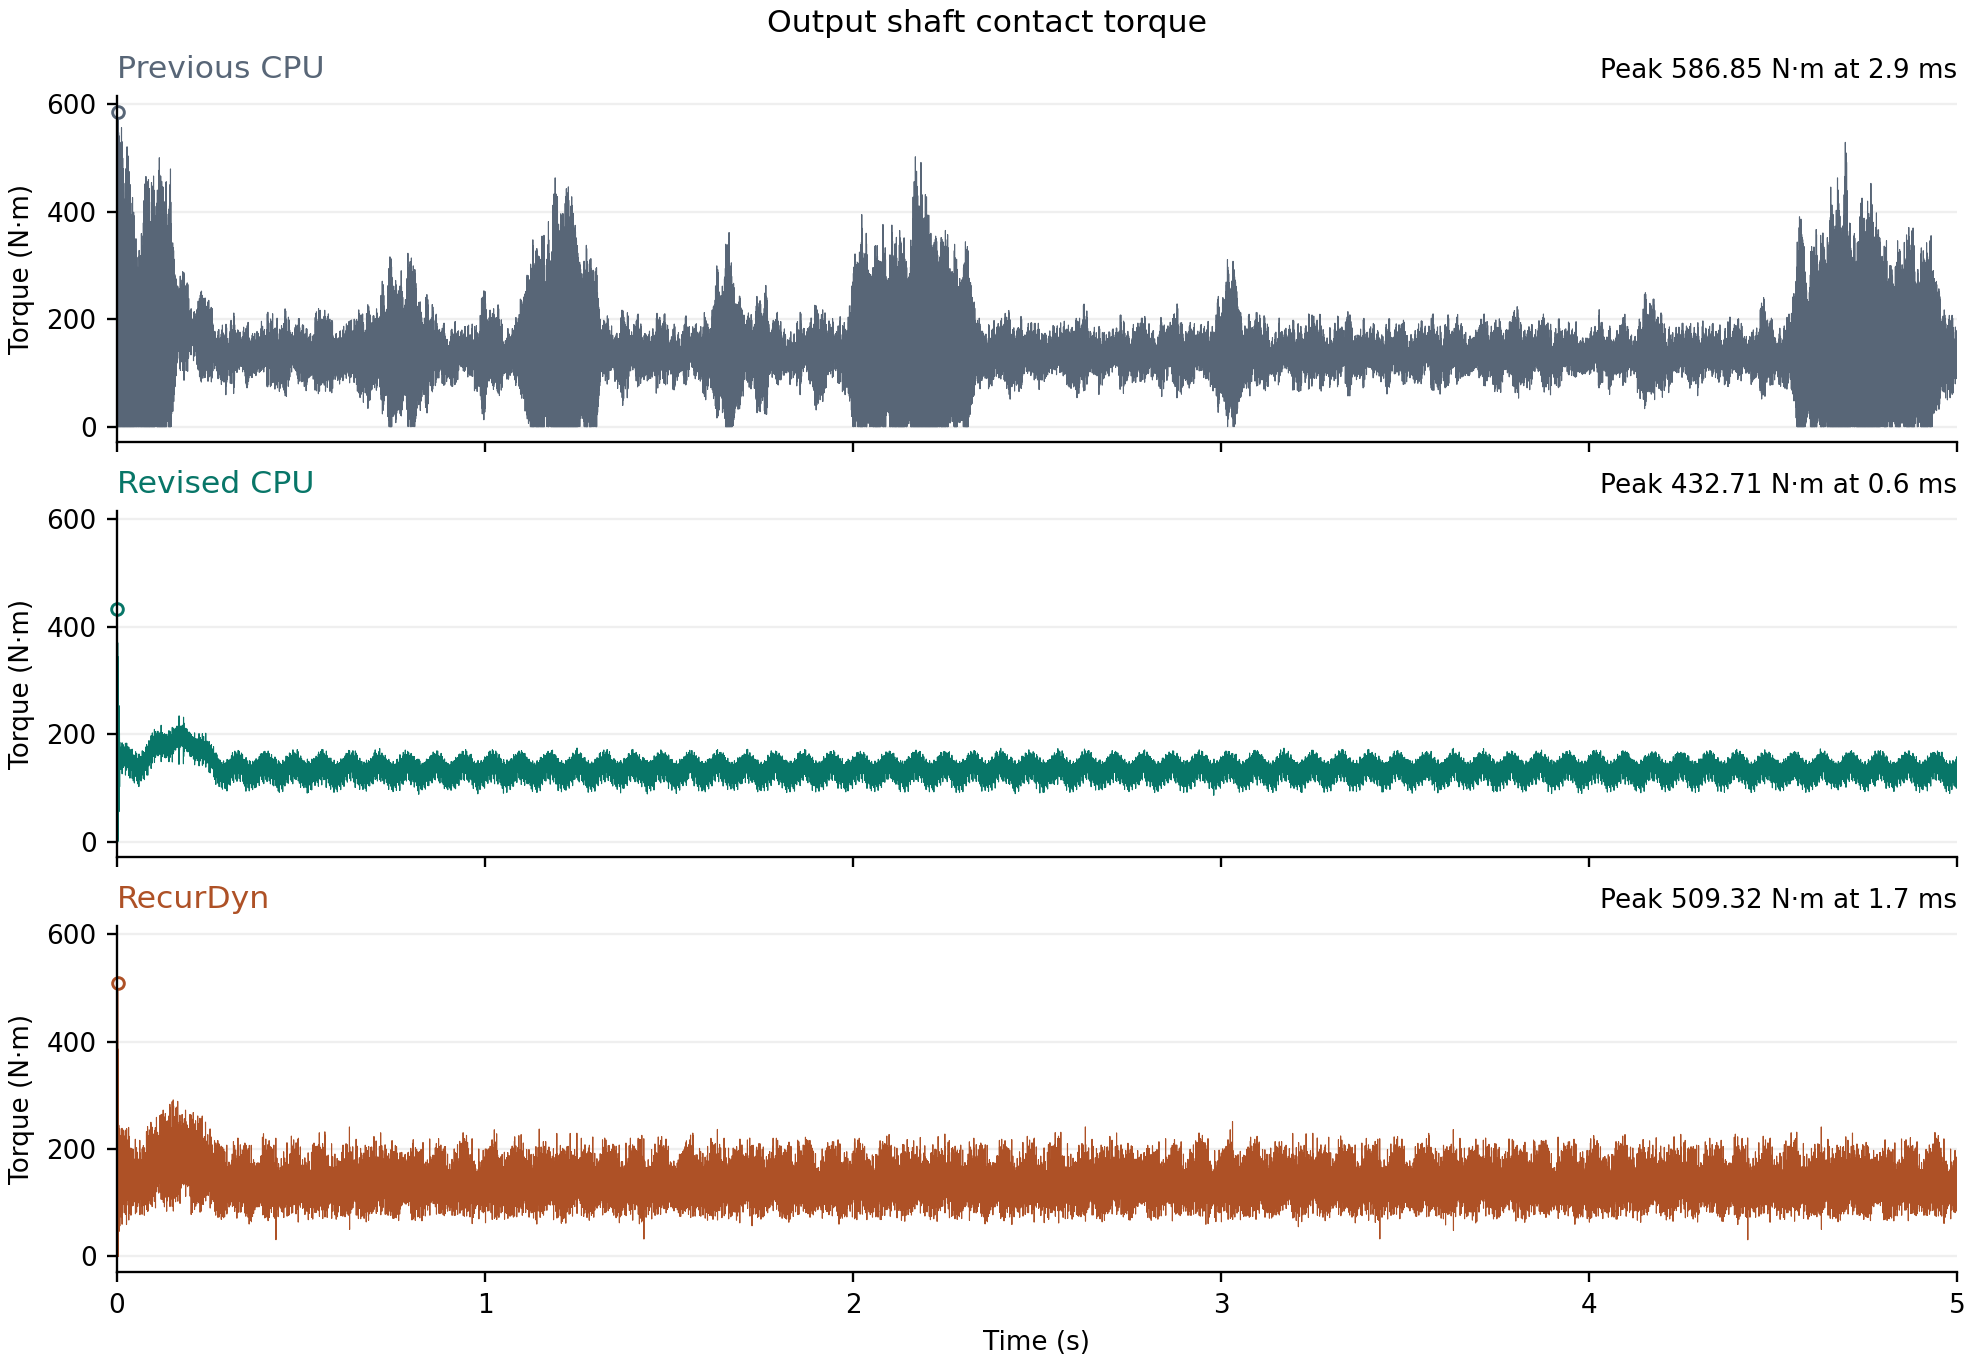 Output shaft contact torque
Previous CPU
Peak 586.85 N·m at 2.9 ms
600
400
200
0
Torque (N·m)
Revised CPU
Peak 432.71 N·m at 0.6 ms
600
400
200
0
Torque (N·m)
RecurDyn
Peak 509.32 N·m at 1.7 ms
600
400
200
0
Torque (N·m)
0 1 2 3 4 5
Time (s)